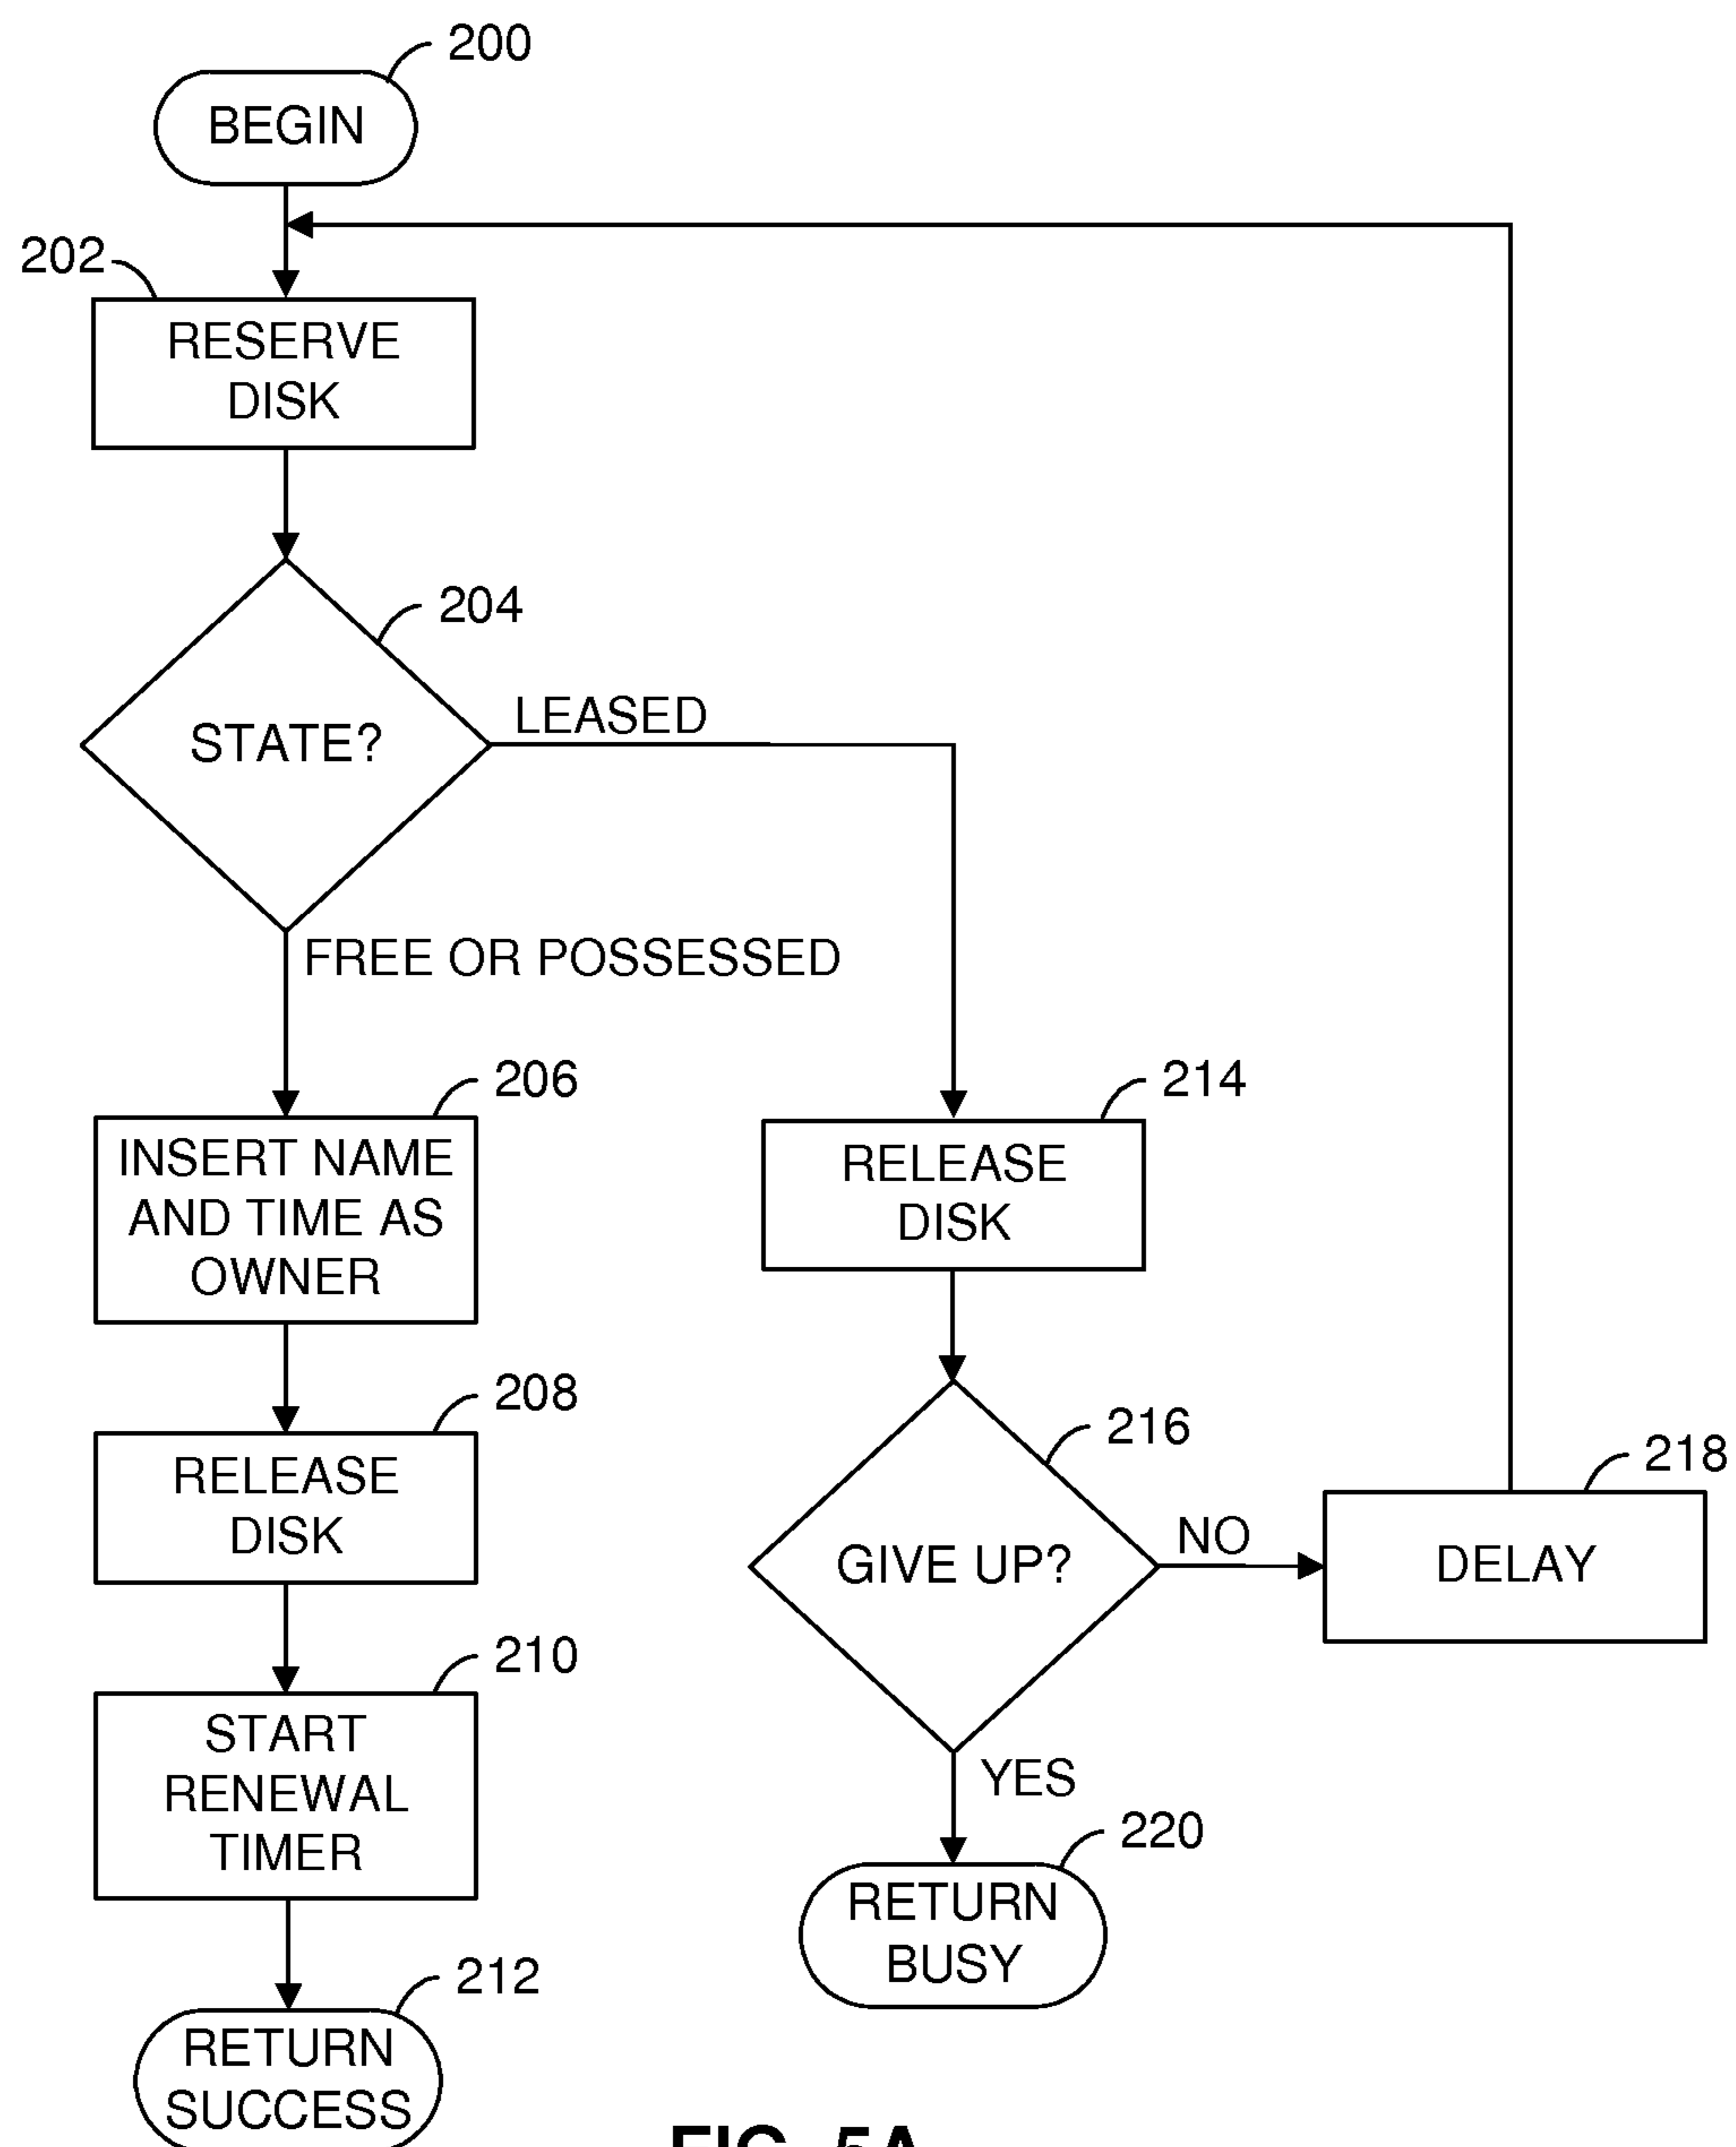 200
BEGIN
202
RESERVE
DISK
204
STATE?
LEASED
FREE OR POSSESSED
206
INSERT NAME
AND TIME AS
OWNER
208
RELEASE
DISK
210
START
RENEWAL
TIMER
212
RETURN
SUCCESS
214
RELEASE
DISK
216
GIVE UP?
NO
218
DELAY
YES
220
RETURN
BUSY
FIG. 5A